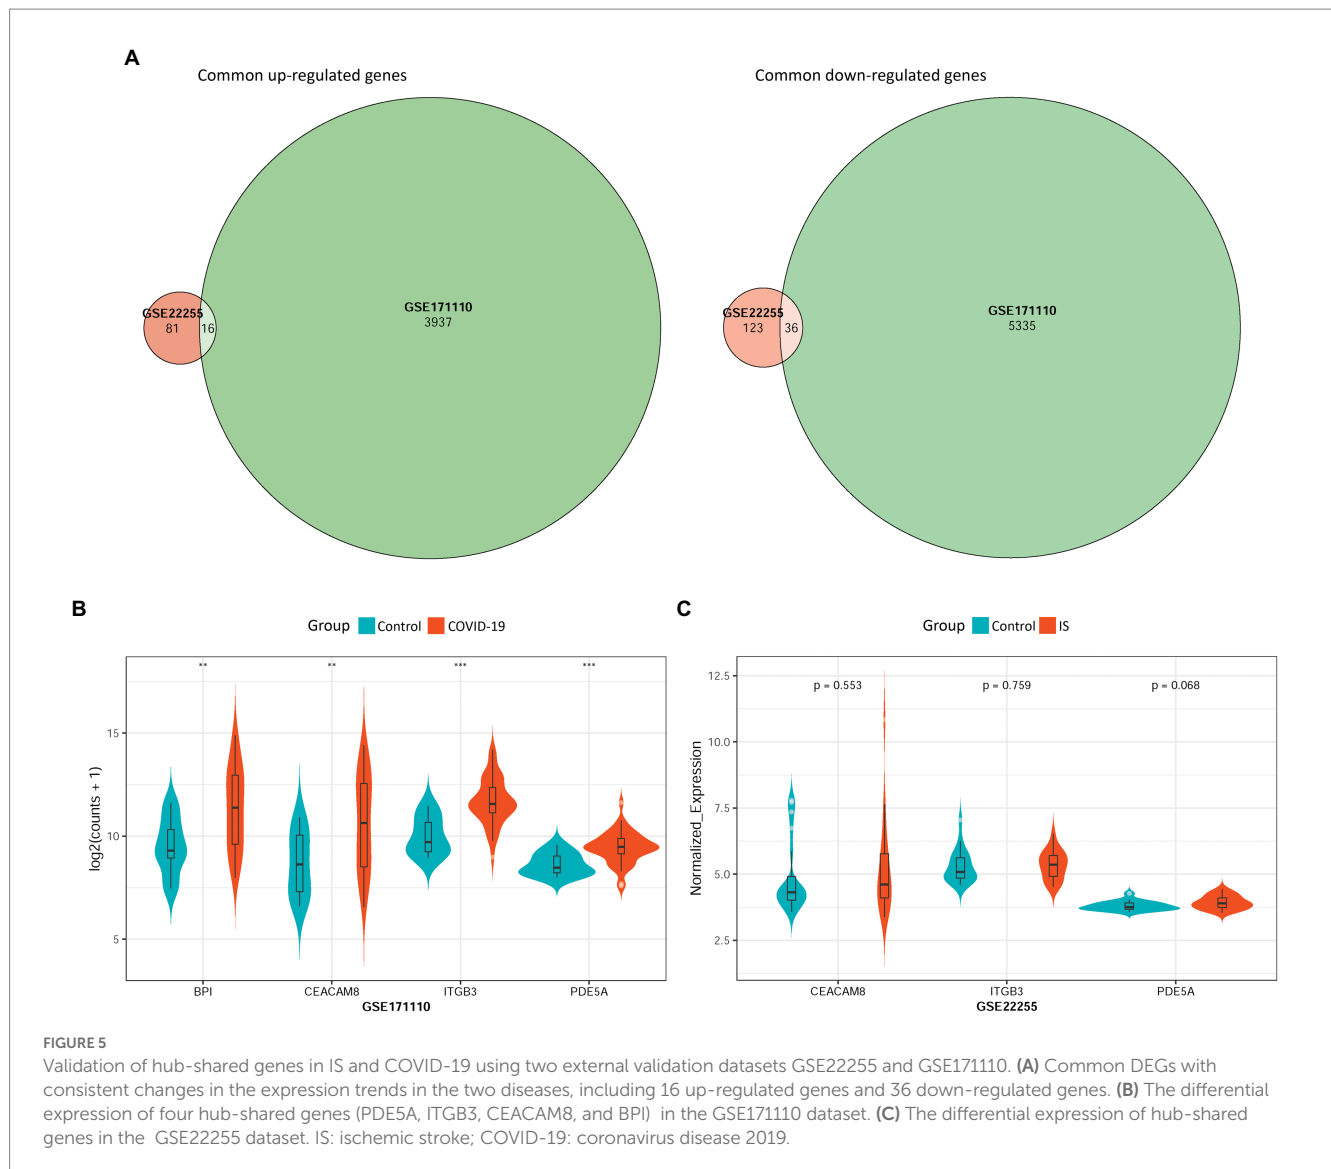 A
Common up-regulated genes
Common down-regulated genes
GSE22255
81
16
GSE171110
3937
GSE22255
123
36
GSE171110
5335
B
Group Control COVID-19
** ** *** ***
log2(counts + 1)
15
10
5
BPI CEACAM8 ITGB3 PDE5A
GSE171110
C
Group Control IS
p = 0.553 p = 0.759 p = 0.068
Normalized_Expression
12.5
10.0
7.5
5.0
2.5
CEACAM8 ITGB3 PDE5A
GSE22255
FIGURE 5
Validation of hub-shared genes in IS and COVID-19 using two external validation datasets GSE22255 and GSE171110. (A) Common DEGs with
consistent changes in the expression trends in the two diseases, including 16 up-regulated genes and 36 down-regulated genes. (B) The differential
expression of four hub-shared genes (PDE5A, ITGB3, CEACAM8, and BPI) in the GSE171110 dataset. (C) The differential expression of hub-shared
genes in the GSE22255 dataset. IS: ischemic stroke; COVID-19: coronavirus disease 2019.